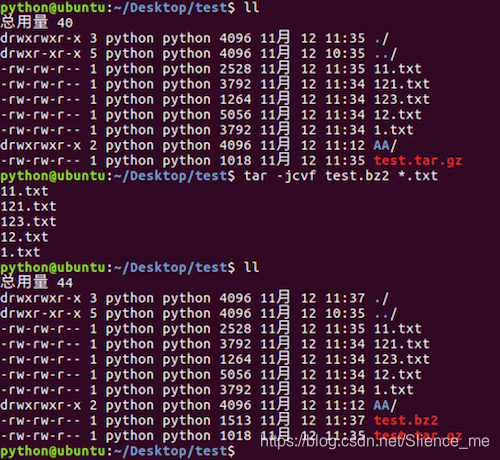 python@ubuntu:~/Desktop/test$ ll
总用量 40
drwxrwxr-x 3 python python 4096 11月 12 11:35 ./
drwxr-xr-x 5 python python 4096 11月 12 10:35 ../
-rw-rw-r-- 1 python python 2528 11月 12 11:35 11.txt
-rw-rw-r-- 1 python python 3792 11月 12 11:34 121.txt
-rw-rw-r-- 1 python python 1264 11月 12 11:34 123.txt
-rw-rw-r-- 1 python python 5056 11月 12 11:34 12.txt
-rw-rw-r-- 1 python python 3792 11月 12 11:34 1.txt
drwxrwxr-x 2 python python 4096 11月 12 11:12 AA/
-rw-rw-r-- 1 python python 1018 11月 12 11:35 test.tar.gz
python@ubuntu:~/Desktop/test$ tar -jcvf test.bz2 *.txt
11.txt
121.txt
123.txt
12.txt
1.txt
python@ubuntu:~/Desktop/test$ ll
总用量 44
drwxrwxr-x 3 python python 4096 11月 12 11:37 ./
drwxr-xr-x 5 python python 4096 11月 12 10:35 ../
-rw-rw-r-- 1 python python 2528 11月 12 11:35 11.txt
-rw-rw-r-- 1 python python 3792 11月 12 11:34 121.txt
-rw-rw-r-- 1 python python 1264 11月 12 11:34 123.txt
-rw-rw-r-- 1 python python 5056 11月 12 11:34 12.txt
-rw-rw-r-- 1 python python 3792 11月 12 11:34 1.txt
drwxrwxr-x 2 python python 4096 11月 12 11:12 AA/
-rw-rw-r-- 1 python python 1513 11月 12 11:37 test.bz2
-rw-rw-r-- 1 python python 1018 11月 12 11:35 test.tar.gz
https://blog.csdn.net/Silence_me